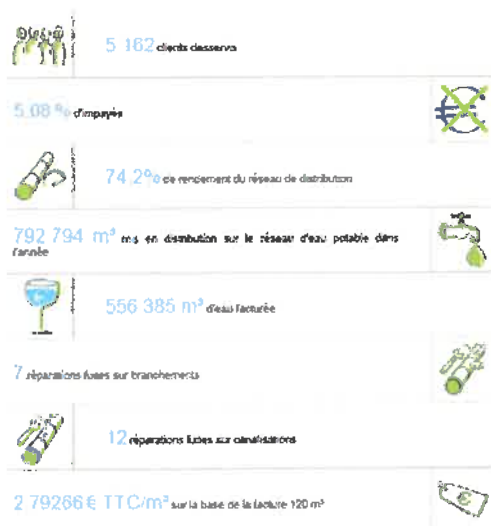 5 162 clients desservis
5,08 % d'impayés
74,2% de rendement du réseau de distribution
792 794 m³ mis en distribution sur le réseau d'eau potable dans
l'année
556 385 m³ d'eau facturée
7 réparations fuites sur branchements
12 réparations fuites sur canalisations
2 79266 € TTC/m³ sur la base de la facture 120 m³